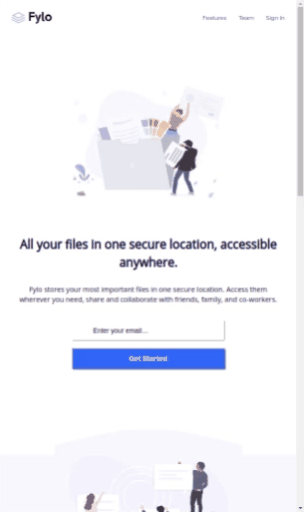 Fylo
Features Team Sign In
All your files in one secure location, accessible
anywhere.
Fylo stores your most important files in one secure location. Access them
wherever you need, share and collaborate with friends, family, and co-workers.
Enter your email...
Get Started